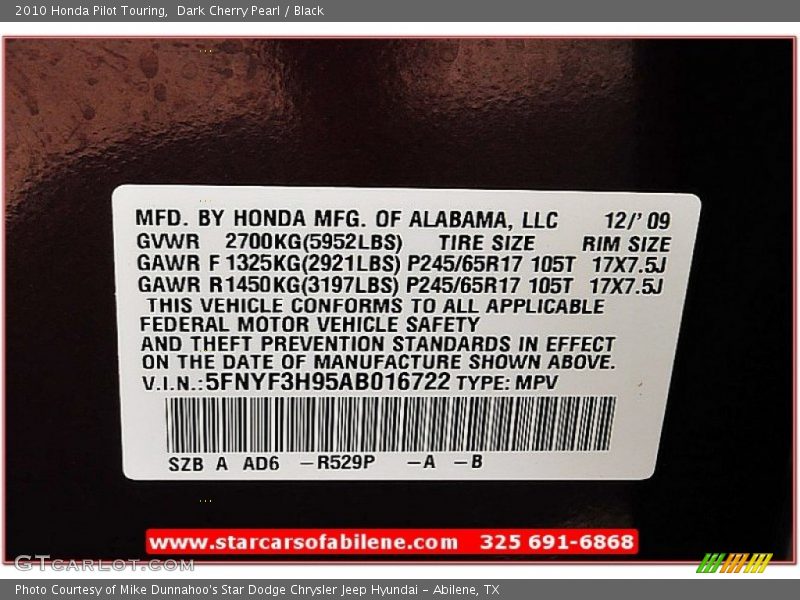 2010 Honda Pilot Touring,  Dark Cherry Pearl / Black
MFD. BY HONDA MFG. OF ALABAMA, LLC 12/'09
GVWR 2700KG(5952LBS) TIRE SIZE RIM SIZE
GAWR F 1325KG(2921LBS) P245/65R17 105T 17X7.5J
GAWR R 1450KG(3197LBS) P245/65R17 105T 17X7.5J
THIS VEHICLE CONFORMS TO ALL APPLICABLE
FEDERAL MOTOR VEHICLE SAFETY
AND THEFT PREVENTION STANDARDS IN EFFECT
ON THE DATE OF MANUFACTURE SHOWN ABOVE.
V.I.N.:5FNYF3H95AB016722 TYPE:MPV
SZB A AD6 –R529P –A –B
www.starcarsofabilene.com 325 691-6868
GTcarlot.com
Photo Courtesy of Mike Dunnahoo's Star Dodge Chrysler Jeep Hyundai – Abilene, TX